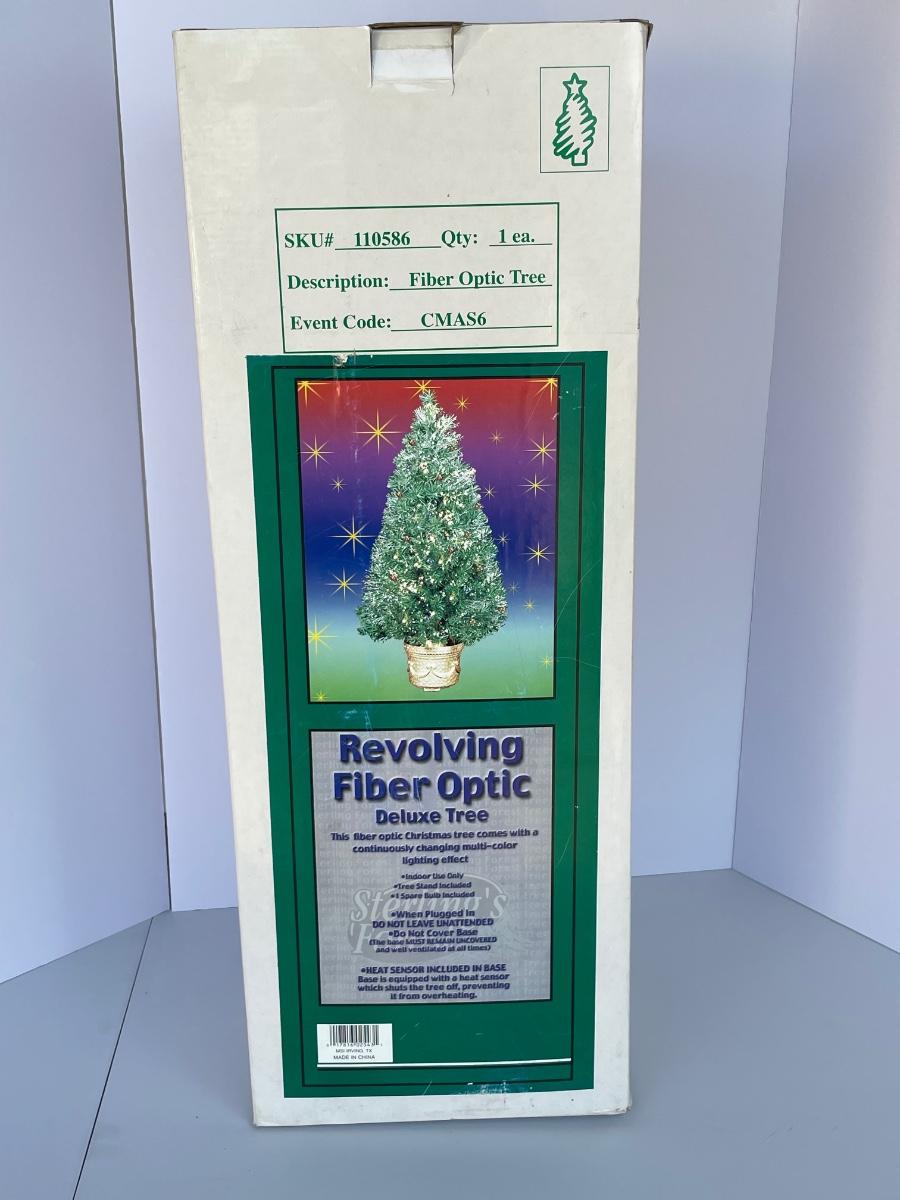 SKU# 110586 Qty: 1 ea.
Description: Fiber Optic Tree
Event Code: CMAS6
Revolving
Fiber Optic
Deluxe Tree
This fiber optic Christmas tree comes with a
continuously changing multi-color
lighting effect
•Indoor Use Only
•Tree Stand Included
•1 Spare Bulb Included
Sterling's
•When Plugged In
DO NOT LEAVE UNATTENDED
•Do Not Cover Base
(The base MUST REMAIN UNCOVERED
and well ventilated at all times)
•HEAT SENSOR INCLUDED IN BASE
Base is equipped with a heat sensor
which shuts the tree off, preventing
it from overheating.
MSI IRVING, TX
MADE IN CHINA